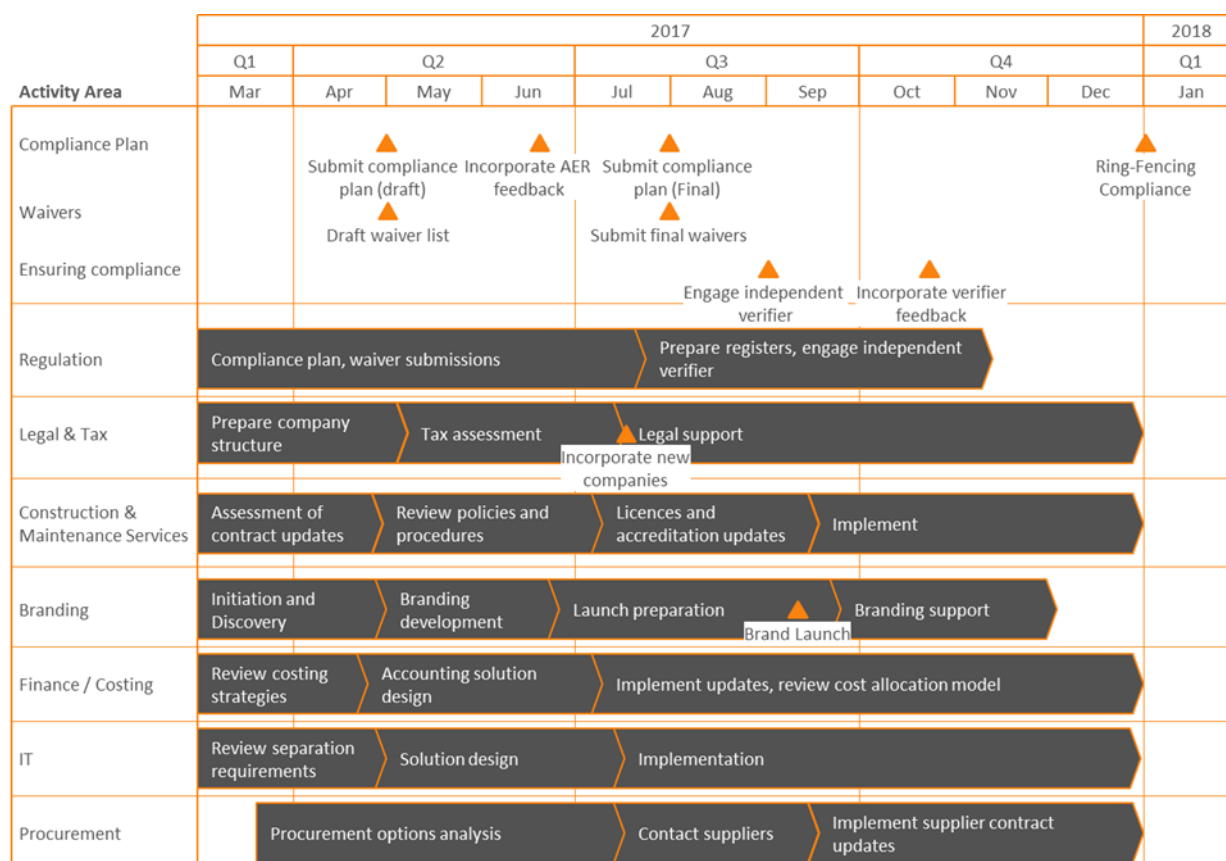 2017 2018
Q1 Q2 Q3 Q4 Q1
Activity Area Mar Apr May Jun Jul Aug Sep Oct Nov Dec Jan
Compliance Plan
Submit compliance
plan (draft)
Incorporate AER
feedback
Submit compliance
plan (Final)
Ring-Fencing
Compliance
Waivers
Draft waiver list
Submit final waivers
Ensuring compliance
Engage independent
verifier
Incorporate verifier
feedback
Regulation
Compliance plan, waiver submissions
Prepare registers, engage independent
verifier
Legal & Tax
Prepare company
structure
Tax assessment
Legal support
Incorporate new
companies
Construction &
Maintenance Services
Assessment of
contract updates
Review policies and
procedures
Licences and
accreditation updates
Implement
Branding
Initiation and
Discovery
Branding
development
Launch preparation
Brand Launch
Branding support
Finance / Costing
Review costing
strategies
Accounting solution
design
Implement updates, review cost allocation model
IT
Review separation
requirements
Solution design
Implementation
Procurement
Procurement options analysis
Contact suppliers
Implement supplier contract
updates